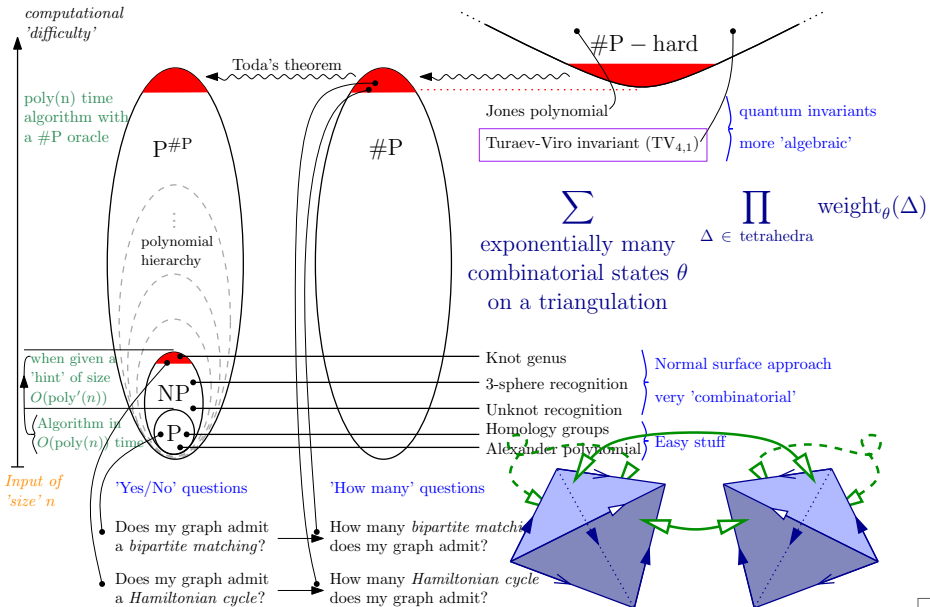 computational
'difficulty'
#P − hard
Toda's theorem
poly(n) time
algorithm with
a #P oracle
Jones polynomial
quantum invariants
P^{#P}
#P
Turaev-Viro invariant (TV_{4,1})
more 'algebraic'
∑
∏
weight_θ(Δ)
Δ ∈ tetrahedra
exponentially many
combinatorial states θ
on a triangulation
⋮
polynomial
hierarchy
when given a
'hint' of size
O(poly′(n))
Knot genus
Normal surface approach
3-sphere recognition
very 'combinatorial'
NP
Unknot recognition
Algorithm in
O(poly(n)) time
P
Homology groups
Alexander polynomial
Easy stuff
Input of
'size' n
'Yes/No' questions
'How many' questions
Does my graph admit
a bipartite matching?
How many bipartite matchin
does my graph admit?
Does my graph admit
a Hamiltonian cycle?
How many Hamiltonian cycle
does my graph admit?